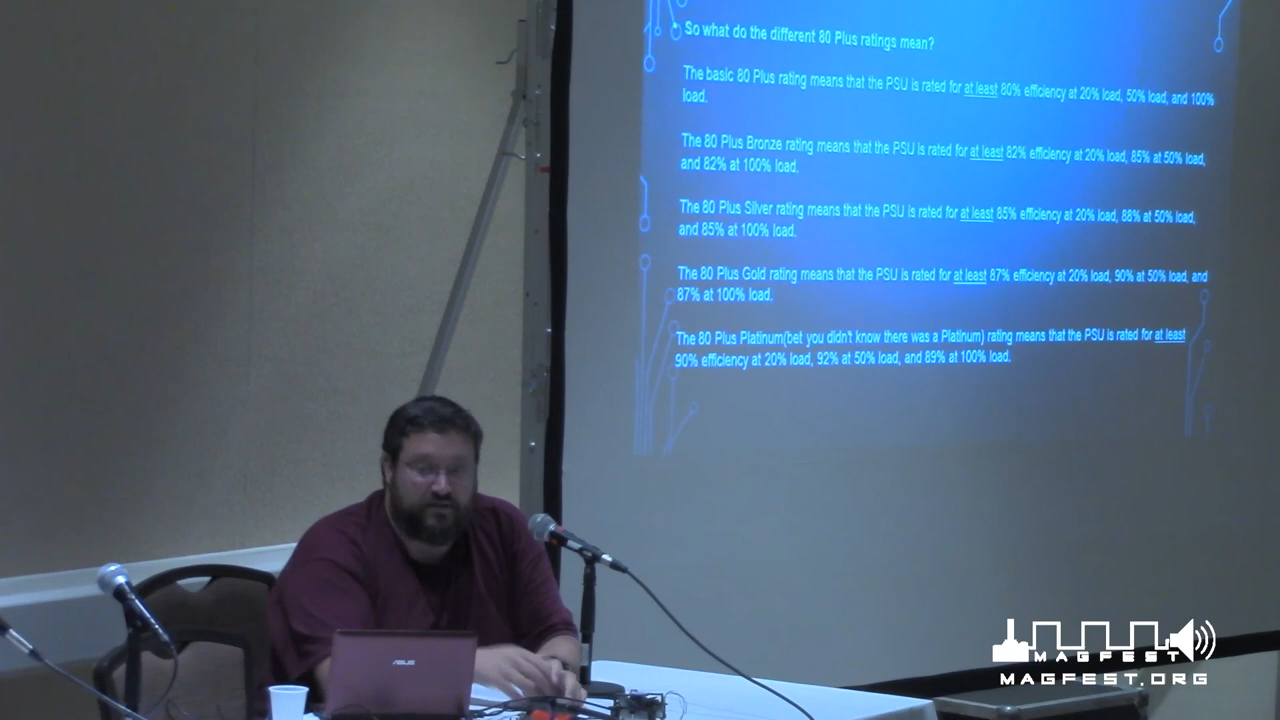 So what do the different 80 Plus ratings mean?
The basic 80 Plus rating means that the PSU is rated for at least 80% efficiency at 20% load, 50% load, and 100%
load.
The 80 Plus Bronze rating means that the PSU is rated for at least 82% efficiency at 20% load, 85% at 50% load,
and 82% at 100% load.
The 80 Plus Silver rating means that the PSU is rated for at least 85% efficiency at 20% load, 88% at 50% load,
and 85% at 100% load.
The 80 Plus Gold rating means that the PSU is rated for at least 87% efficiency at 20% load, 90% at 50% load, and
87% at 100% load.
The 80 Plus Platinum(bet you didn't know there was a Platinum) rating means that the PSU is rated for at least
90% efficiency at 20% load, 92% at 50% load, and 89% at 100% load.
ASUS
MAGFEST
MAGFEST.ORG